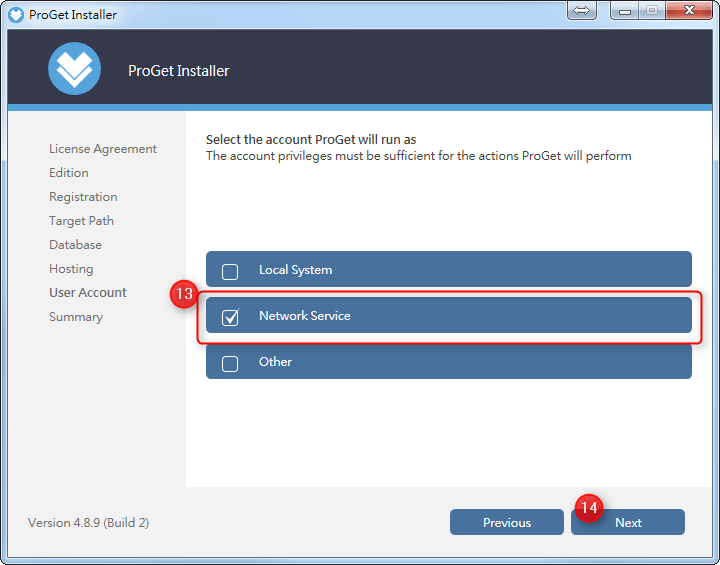 ProGet Installer
ProGet Installer
License Agreement
Edition
Registration
Target Path
Database
Hosting
User Account
Summary
Select the account ProGet will run as
The account privileges must be sufficient for the actions ProGet will perform
Local System
13
Network Service
Other
Version 4.8.9 (Build 2)
Previous
14
Next